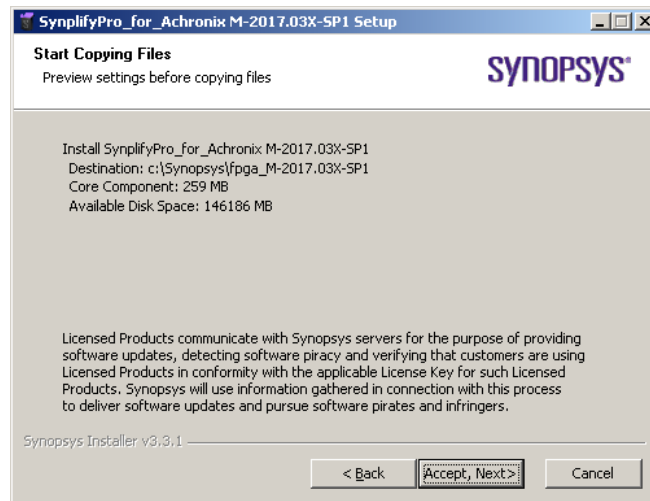 SynplifyPro_for_Achronix M-2017.03X-SP1 Setup
Start Copying Files
Preview settings before copying files
SYNOPSYS®
Install SynplifyPro_for_Achronix M-2017.03X-SP1
Destination: c:\Synopsys\fpga_M-2017.03X-SP1
Core Component: 259 MB
Available Disk Space: 146186 MB
Licensed Products communicate with Synopsys servers for the purpose of providing
software updates, detecting software piracy and verifying that customers are using
Licensed Products in conformity with the applicable License Key for such Licensed
Products. Synopsys will use information gathered in connection with this process
to deliver software updates and pursue software pirates and infringers.
Synopsys Installer v3.3.1
< Back Accept, Next> Cancel